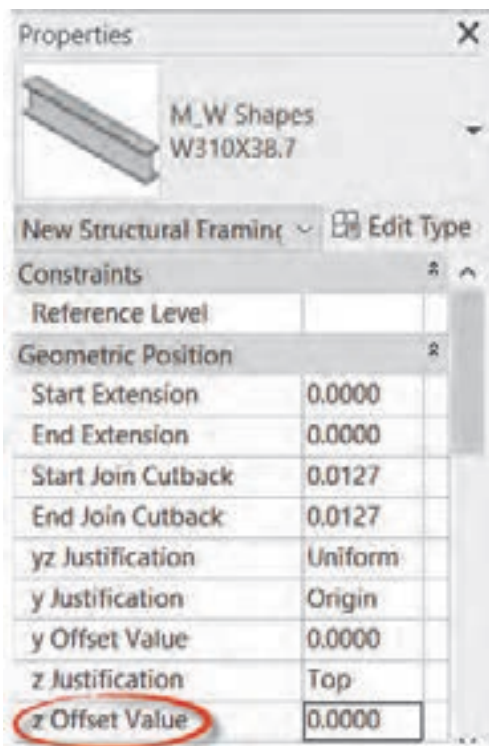 Properties
M_W Shapes
W310X38.7
New Structural Framing Edit Type
Constraints
Reference Level
Geometric Position
Start Extension 0.0000
End Extension 0.0000
Start Join Cutback 0.0127
End Join Cutback 0.0127
yz Justification Uniform
y Justification Origin
y Offset Value 0.0000
z Justification Top
z Offset Value 0.0000